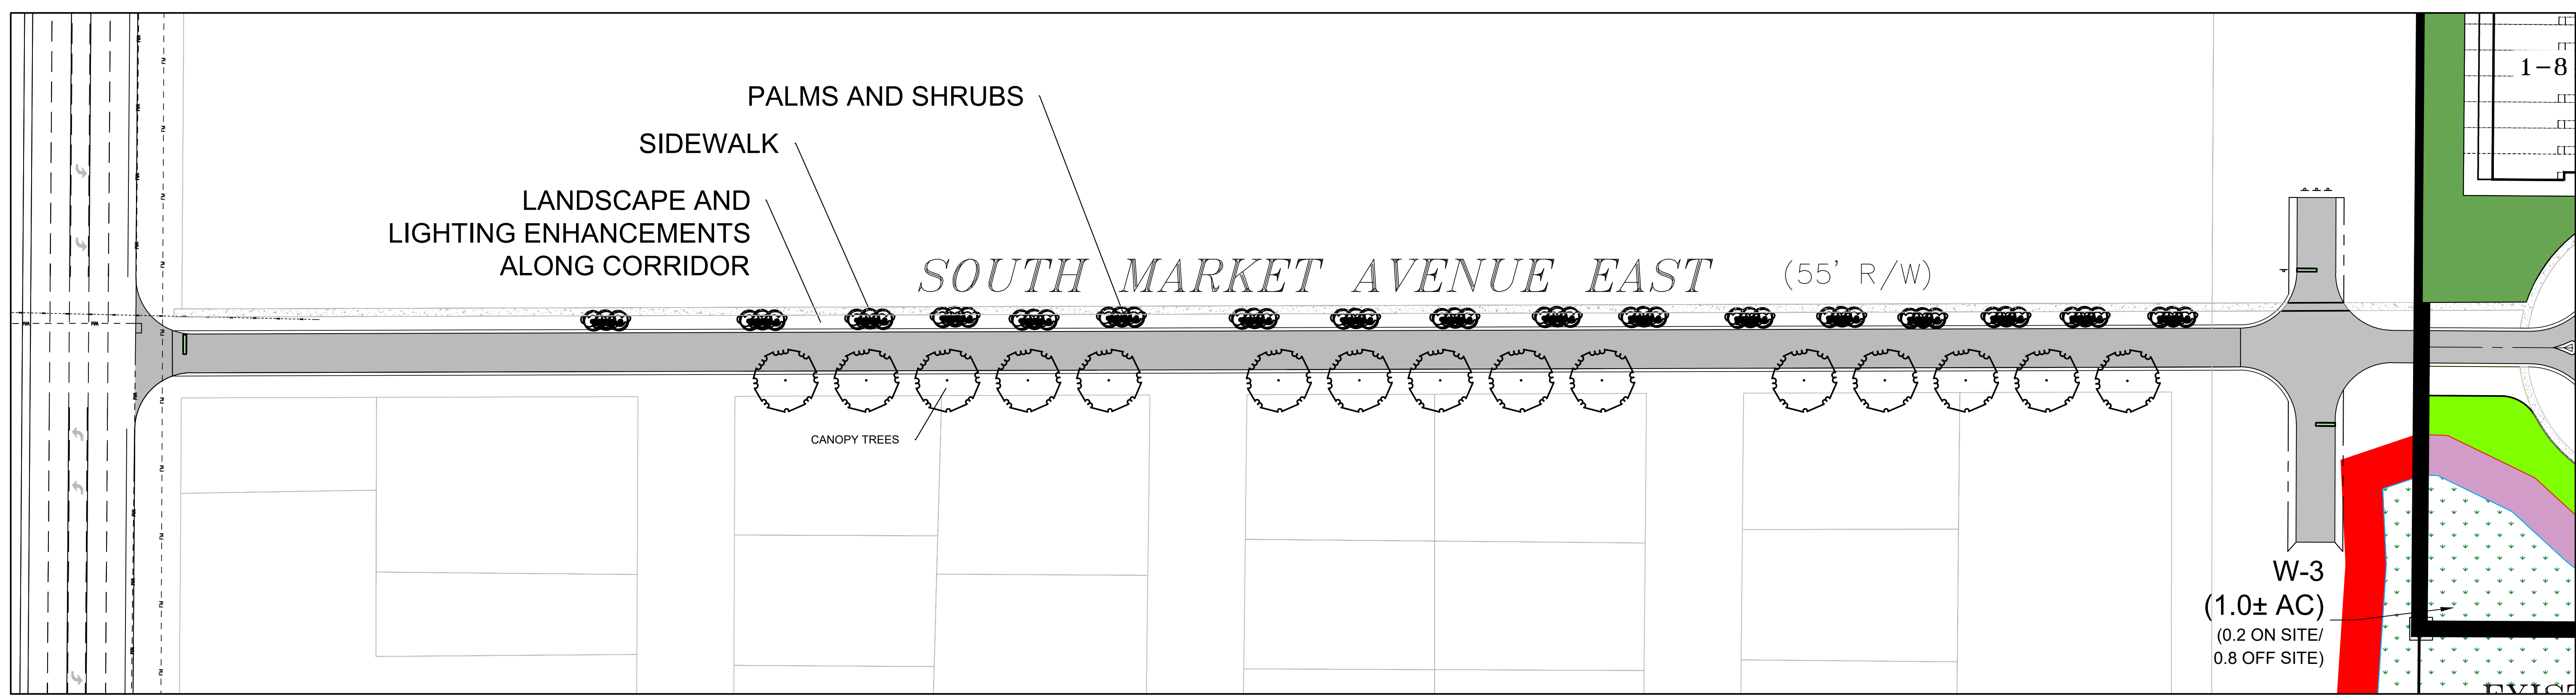 1-8
PALMS AND SHRUBS
SIDEWALK
LANDSCAPE AND
LIGHTING ENHANCEMENTS
ALONG CORRIDOR
SOUTH MARKET AVENUE EAST (55' R/W)
CANOPY TREES
W-3
(1.0± AC)
(0.2 ON SITE/
0.8 OFF SITE)